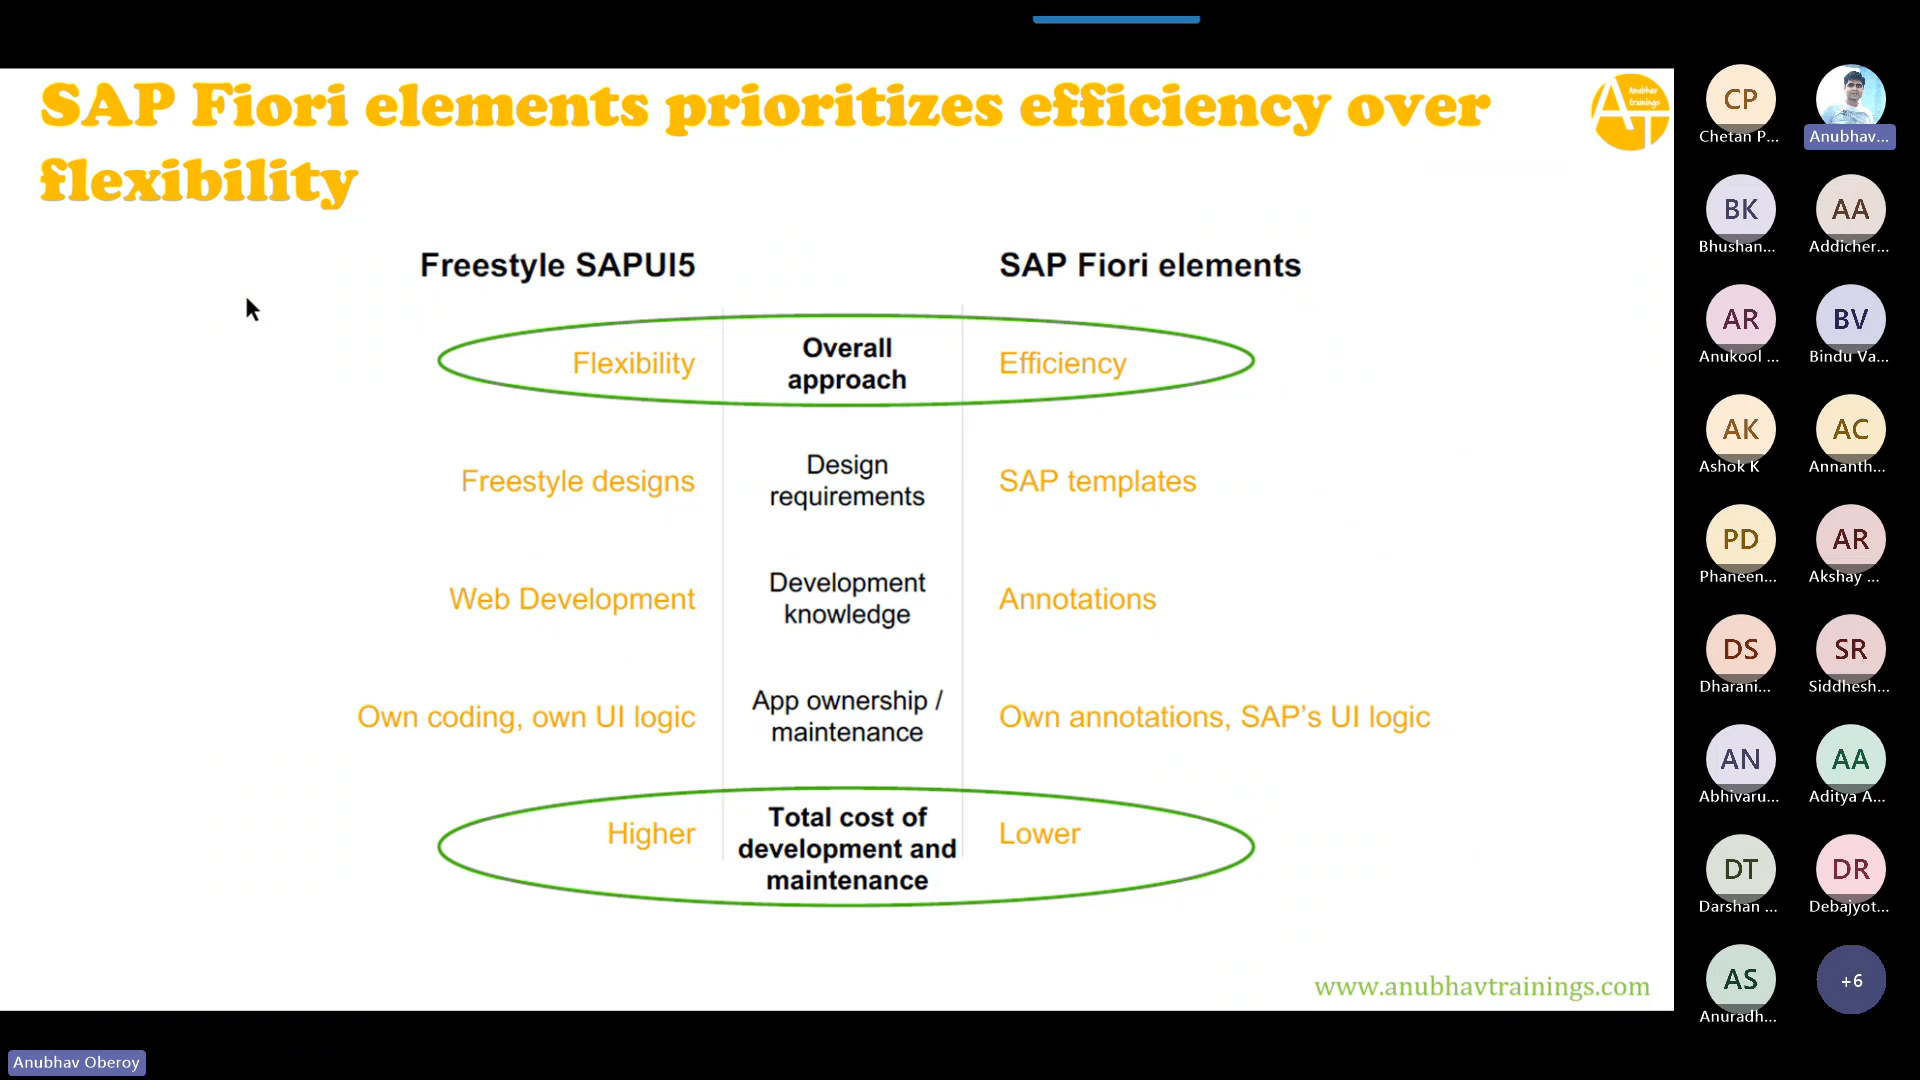 SAP Fiori elements prioritizes efficiency over
flexibility
Anubhav
trainings
AT
Freestyle SAPUI5
SAP Fiori elements
Flexibility
Overall
approach
Efficiency
Freestyle designs
Design
requirements
SAP templates
Web Development
Development
knowledge
Annotations
Own coding, own UI logic
App ownership /
maintenance
Own annotations, SAP's UI logic
Higher
Total cost of
development and
maintenance
Lower
www.anubhavtrainings.com
CP
Chetan P...
Anubhav...
BK
Bhushan...
AA
Addicher...
AR
Anukool ...
BV
Bindu Va...
AK
Ashok K
AC
Annanth...
PD
Phaneen...
AR
Akshay ...
DS
Dharani...
SR
Siddhesh...
AN
Abhivaru...
AA
Aditya A...
DT
Darshan ...
DR
Debajyot...
AS
Anuradh...
+6
Anubhav Oberoy